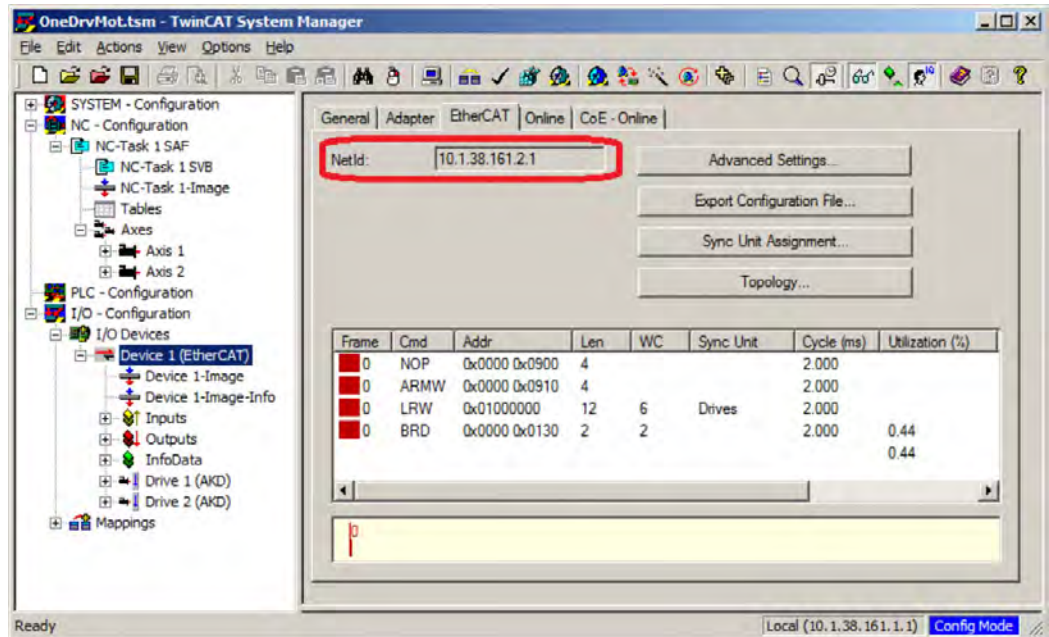 OneDrvMot.tsm - TwinCAT System Manager
File Edit Actions View Options Help
SYSTEM - Configuration
NC - Configuration
NC-Task 1 SAF
NC-Task 1 SVB
NC-Task 1-Image
Tables
Axes
Axis 1
Axis 2
PLC - Configuration
I/O - Configuration
I/O Devices
Device 1 (EtherCAT)
Device 1-Image
Device 1-Image-Info
Inputs
Outputs
InfoData
Drive 1 (AKD)
Drive 2 (AKD)
Mappings
General Adapter EtherCAT Online CoE - Online
NetId: 10.1.38.161.2.1
Advanced Settings...
Export Configuration File...
Sync Unit Assignment...
Topology...
Frame Cmd Addr Len WC Sync Unit Cycle (ms) Utilization (%)
0 NOP 0x0000 0x0900 4 2.000
0 ARMW 0x0000 0x0910 4 2.000
0 LRW 0x01000000 12 6 Drives 2.000
0 BRD 0x0000 0x0130 2 2 2.000 0.44
0.44
0
Ready Local (10.1.38.161.1.1) Config Mode